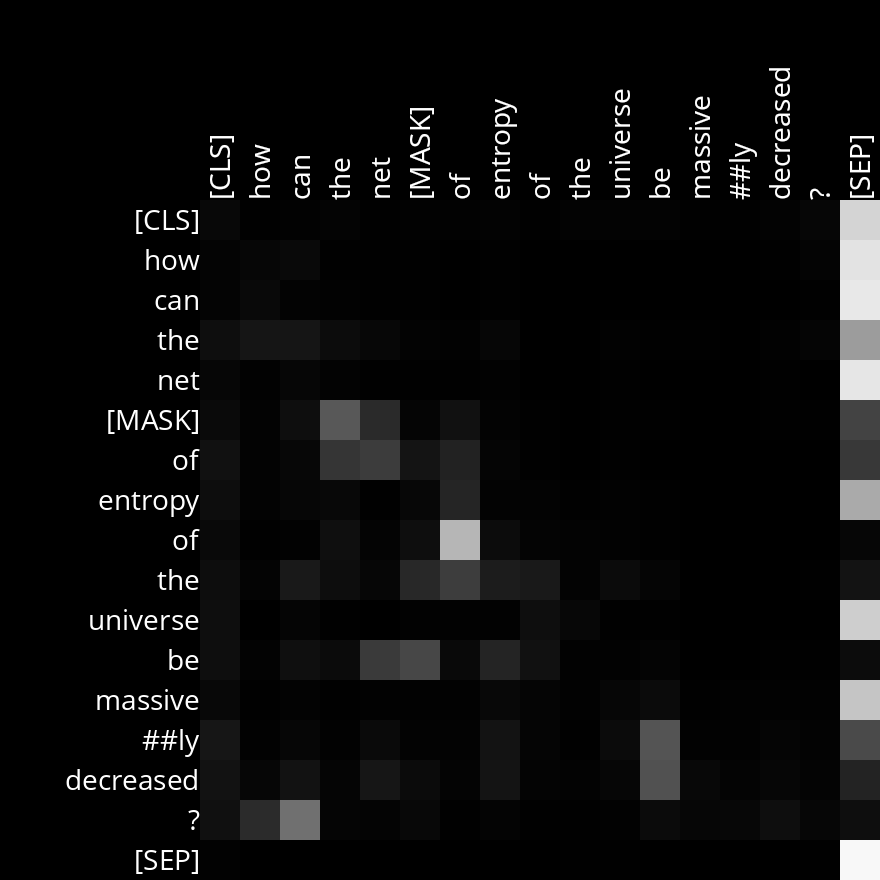 [CLS] how can the net [MASK] of entropy of the universe be massive ##ly decreased ? [SEP]
[CLS]
how
can
the
net
[MASK]
of
entropy
of
the
universe
be
massive
##ly
decreased
?
[SEP]